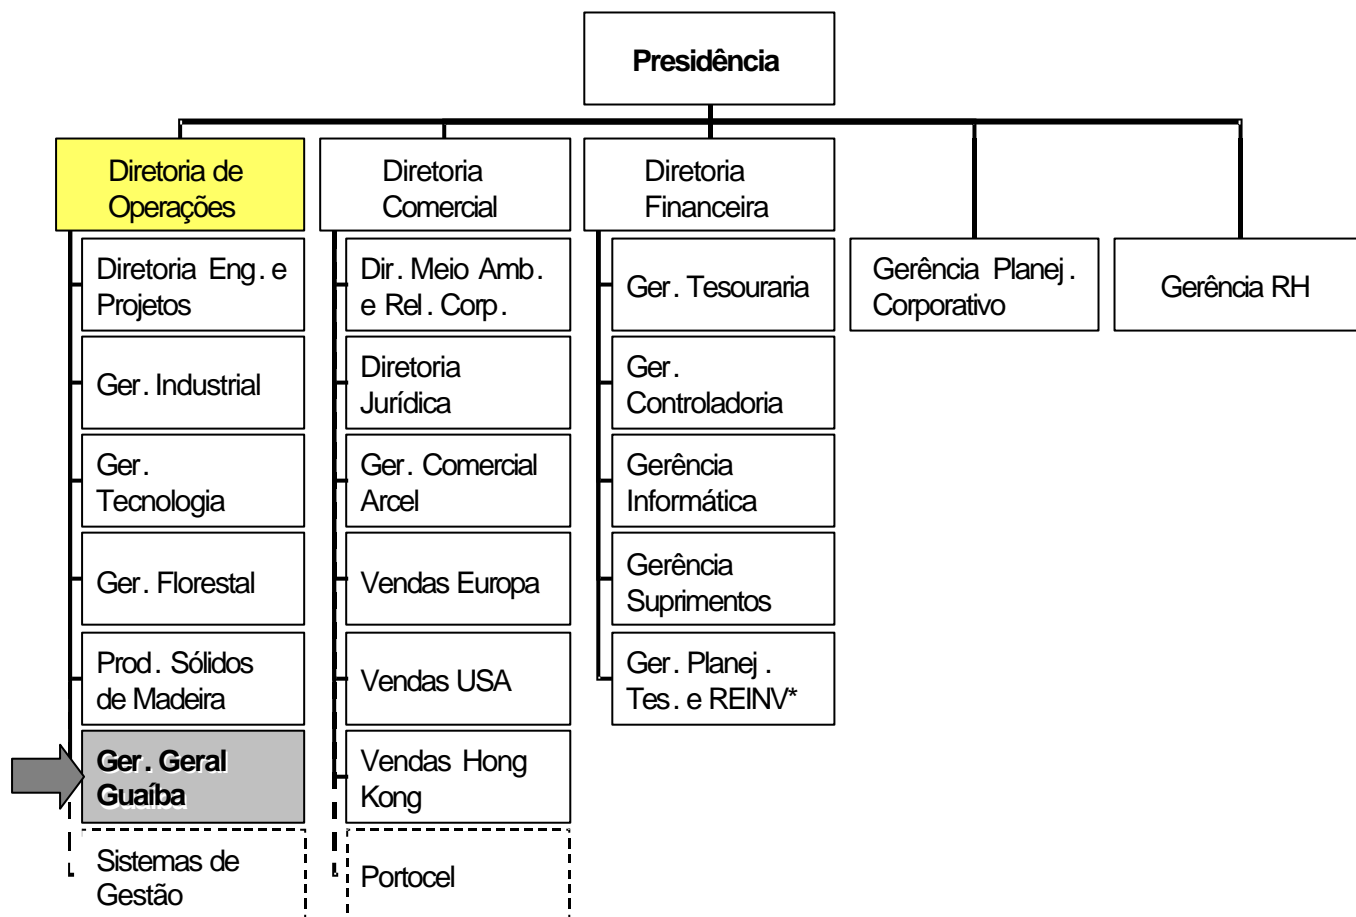 Presidência
Diretoria de
Operações
Diretoria
Comercial
Diretoria
Financeira
Diretoria Eng. e
Projetos
Dir. Meio Amb.
e Rel. Corp.
Ger. Tesouraria
Gerência Planej.
Corporativo
Gerência RH
Ger. Industrial
Diretoria
Jurídica
Ger.
Controladoria
Ger.
Tecnologia
Ger. Comercial
Arcel
Gerência
Informática
Ger. Florestal
Vendas Europa
Gerência
Suprimentos
Prod. Sólidos
de Madeira
Vendas USA
Ger. Planej.
Tes. e REINV*
Ger. Geral
Guaíba
Vendas Hong
Kong
Sistemas de
Gestão
Portocel